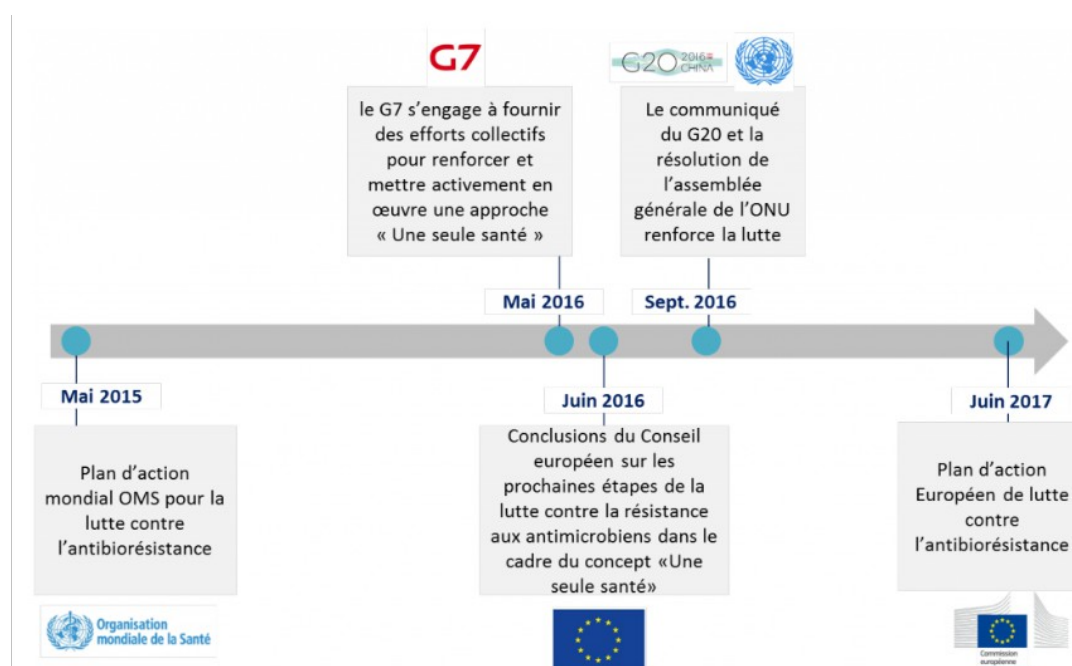 G7
le G7 s’engage à fournir
des efforts collectifs
pour renforcer et
mettre activement en
œuvre une approche
« Une seule santé »
G20 2016
CHINA
Le communiqué
du G20 et la
résolution de
l’assemblée
générale de l’ONU
renforce la lutte
Mai 2016
Sept. 2016
Mai 2015
Juin 2016
Juin 2017
Plan d’action
mondial OMS pour la
lutte contre
l’antibiorésistance
Conclusions du Conseil
européen sur les
prochaines étapes de la
lutte contre la résistance
aux antimicrobiens dans le
cadre du concept «Une
seule santé»
Plan d’action
Européen de lutte
contre
l’antibiorésistance
Organisation
mondiale de la Santé
Commission
européenne